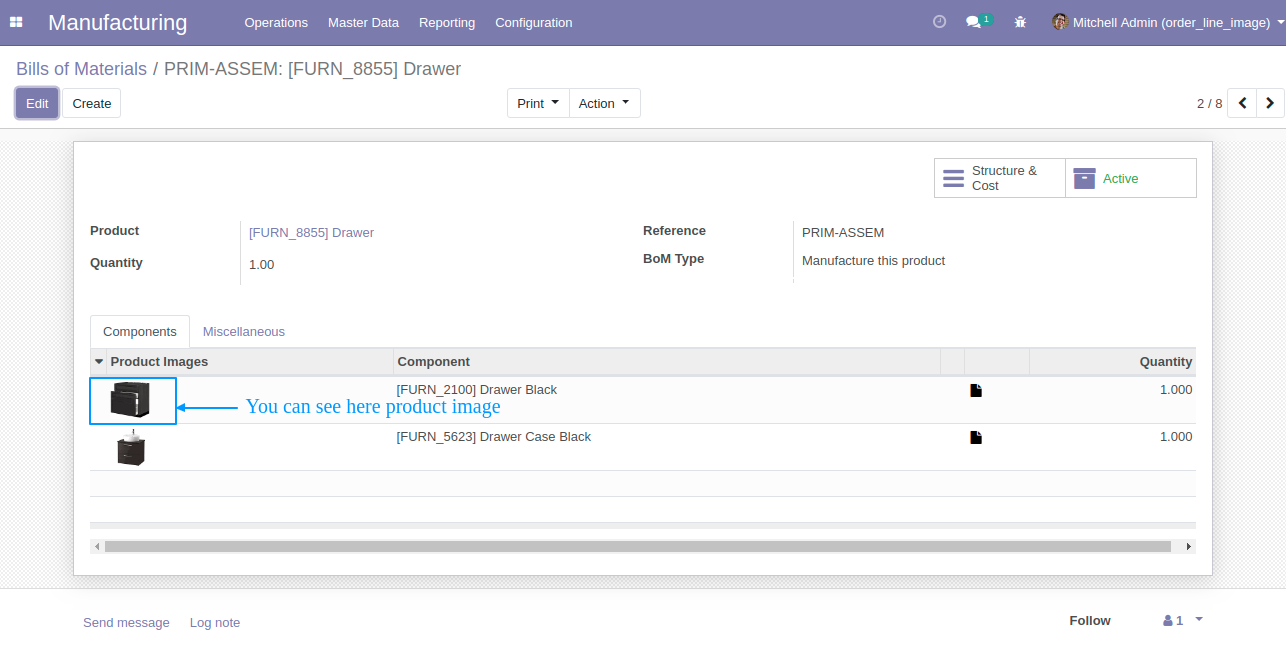 Manufacturing Operations Master Data Reporting Configuration 1 Mitchell Admin (order_line_image)
Bills of Materials / PRIM-ASSEM: [FURN_8855] Drawer
Edit Create Print Action 2 / 8
Structure & Cost Active
Product [FURN_8855] Drawer Reference PRIM-ASSEM
Quantity 1.00 BoM Type Manufacture this product
Components Miscellaneous
Product Images Component Quantity
[FURN_2100] Drawer Black 1.000
You can see here product image
[FURN_5623] Drawer Case Black 1.000
Send message Log note Follow 1